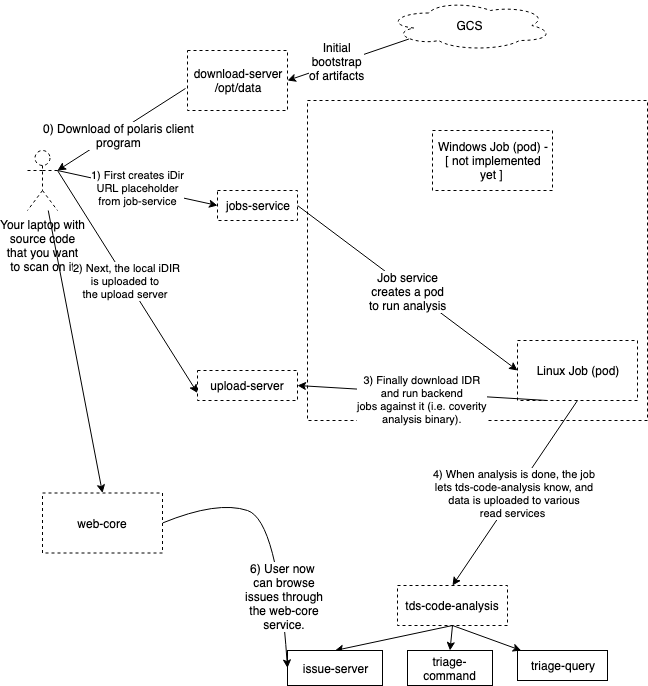 GCS
Initial
bootstrap
of artifacts
download-server
/opt/data
0) Download of polaris client
program
Windows Job (pod) -
[ not implemented
yet ]
1) First creates iDir
URL placeholder
from job-service
jobs-service
Your laptop with
source code
that you want
to scan on it
2) Next, the local iDIR
is uploaded to
the upload server
Job service
creates a pod
to run analysis
Linux Job (pod)
upload-server
3) Finally download IDR
and run backend
jobs against it (i.e. coverity
analysis binary).
4) When analysis is done, the job
lets tds-code-analysis know, and
data is uploaded to various
read services
web-core
6) User now
can browse
issues through
the web-core
service.
tds-code-analysis
issue-server
triage-
command
triage-query